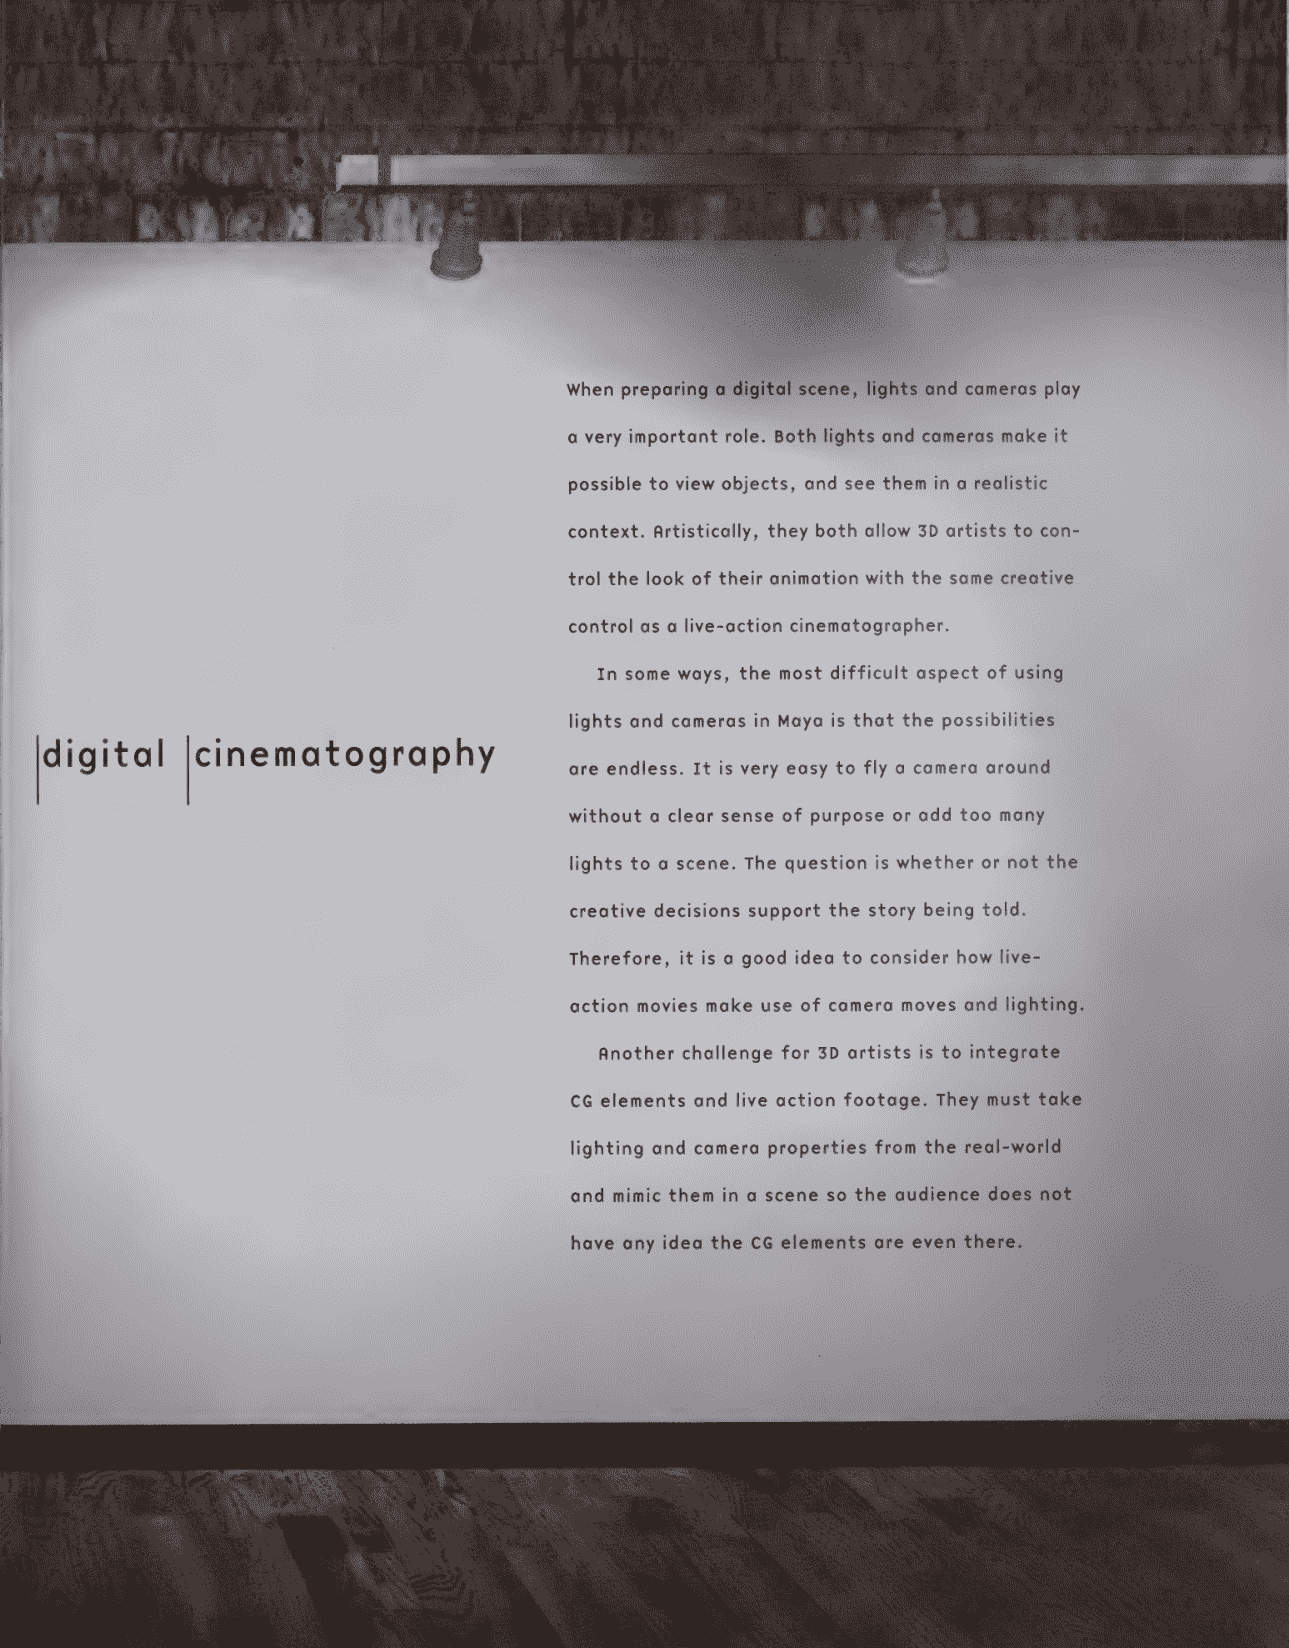 digital cinematography
When preparing a digital scene, lights and cameras play
a very important role. Both lights and cameras make it
possible to view objects, and see them in a realistic
context. Artistically, they both allow 3D artists to con-
trol the look of their animation with the same creative
control as a live-action cinematographer.
In some ways, the most difficult aspect of using
lights and cameras in Maya is that the possibilities
are endless. It is very easy to fly a camera around
without a clear sense of purpose or add too many
lights to a scene. The question is whether or not the
creative decisions support the story being told.
Therefore, it is a good idea to consider how live-
action movies make use of camera moves and lighting.
Another challenge for 3D artists is to integrate
CG elements and live action footage. They must take
lighting and camera properties from the real-world
and mimic them in a scene so the audience does not
have any idea the CG elements are even there.